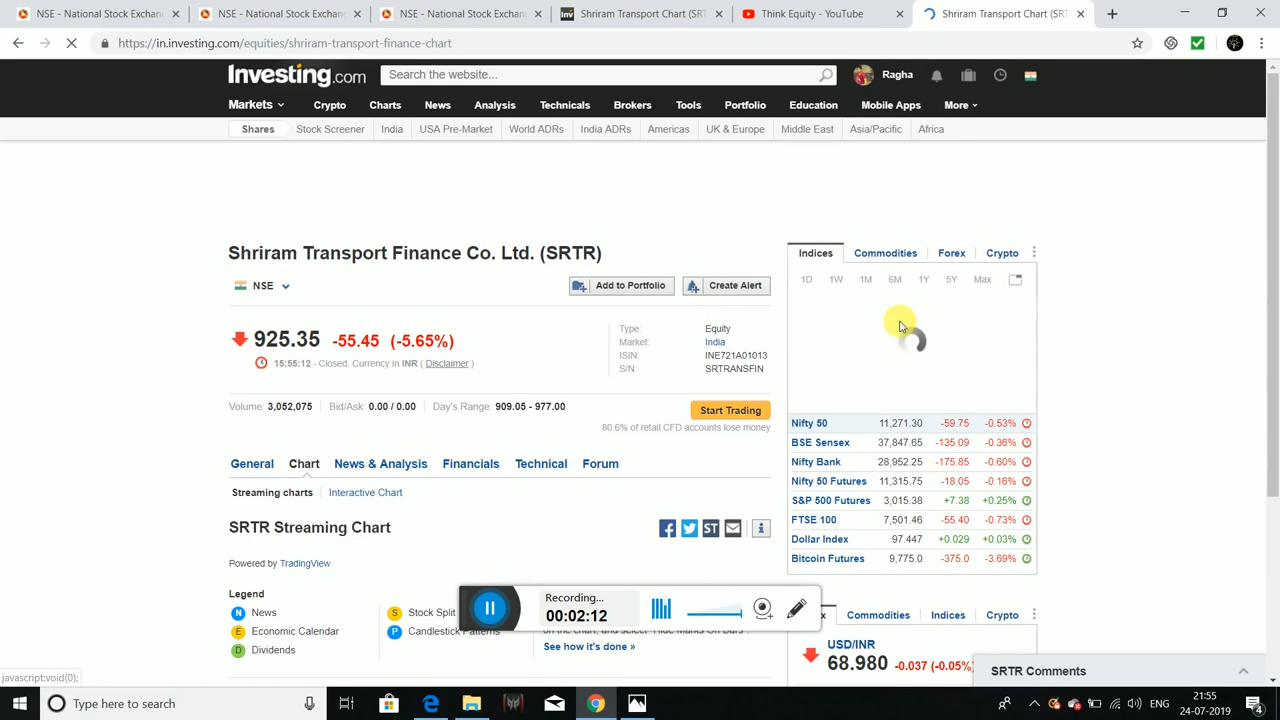 NSE - National Stock Exchan
NSE - National Stock Exchan
NSE - National Stock Exchan
Inv Shriram Transport Chart (SRT
Think Equity - YouTube
Shriram Transport Chart (SRT
https://in.investing.com/equities/shriram-transport-finance-chart
Investing.com
Search the website...
Ragha
Markets Crypto Charts News Analysis Technicals Brokers Tools Portfolio Education Mobile Apps More
Shares Stock Screener India USA Pre-Market World ADRs India ADRs Americas UK & Europe Middle East Asia/Pacific Africa
Shriram Transport Finance Co. Ltd. (SRTR)
NSE
Add to Portfolio
Create Alert
925.35 -55.45 (-5.65%)
15:55:12 - Closed. Currency in INR ( Disclaimer )
Type: Equity
Market: India
ISIN: INE721A01013
S/N: SRTRANSFIN
Volume: 3,052,075 Bid/Ask: 0.00 / 0.00 Day's Range: 909.05 - 977.00
Start Trading
80.6% of retail CFD accounts lose money
General Chart News & Analysis Financials Technical Forum
Streaming charts Interactive Chart
SRTR Streaming Chart
ST
Powered by TradingView
Legend
N News
E Economic Calendar
D Dividends
S Stock Split
P Candlestick Patterns
on the chart, and select "Hide Marks On Bars".
See how it's done »
Recording...
00:02:12
Indices Commodities Forex Crypto
1D 1W 1M 6M 1Y 5Y Max
Nifty 50 11,271.30 -59.75 -0.53%
BSE Sensex 37,847.65 -135.09 -0.36%
Nifty Bank 28,952.25 -175.85 -0.60%
Nifty 50 Futures 11,315.75 -18.05 -0.16%
S&P 500 Futures 3,015.38 +7.38 +0.25%
FTSE 100 7,501.46 -55.40 -0.73%
Dollar Index 97.447 +0.029 +0.03%
Bitcoin Futures 9,775.0 -375.0 -3.69%
Commodities Indices Crypto
USD/INR
68.980 -0.037 (-0.05%)
SRTR Comments
javascript:void(0);
Type here to search
ENG
21:55
24-07-2019